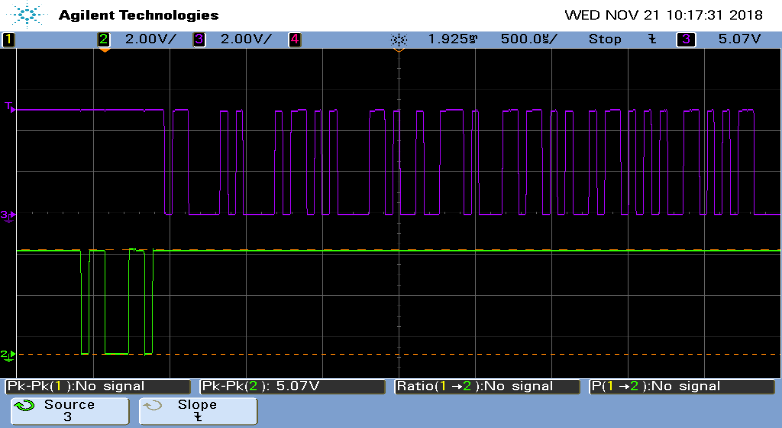 Agilent Technologies WED NOV 21 10:17:31 2018
1 2 2.00V/ 3 2.00V/ 4 1.925 500.0 / Stop 3 5.07V
T
3
2
Pk-Pk(1):No signal Pk-Pk(2): 5.07V Ratio(1→2):No signal P(1→2):No signal
Source Slope
3